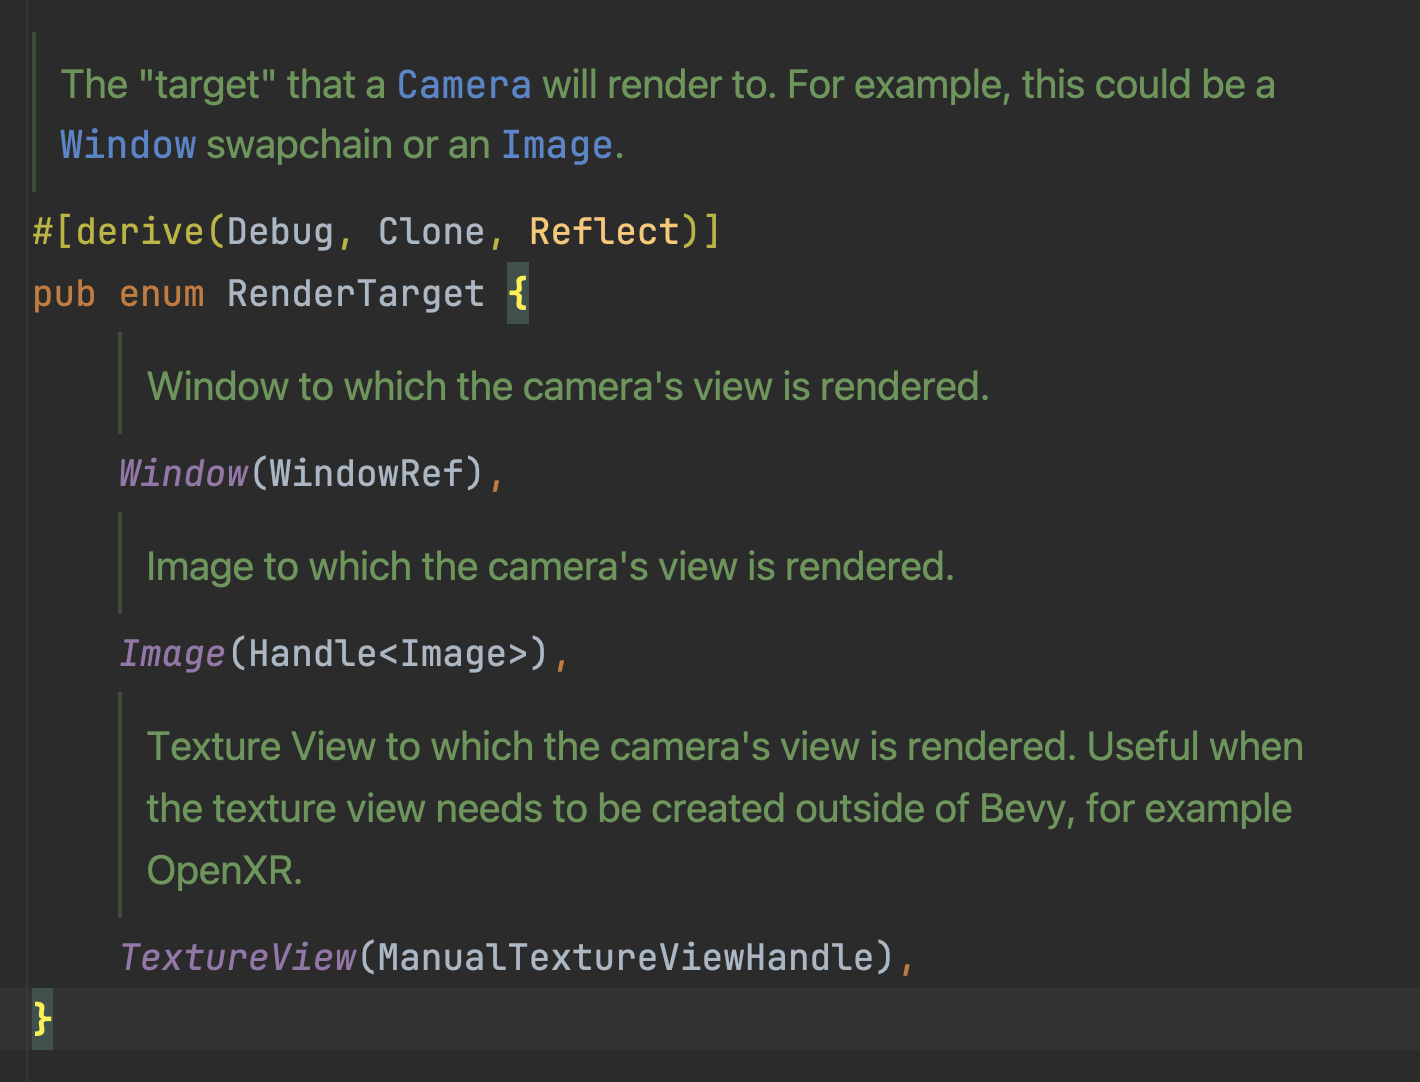 The "target" that a Camera will render to. For example, this could be a
Window swapchain or an Image.
#[derive(Debug, Clone, Reflect)]
pub enum RenderTarget {
Window to which the camera's view is rendered.
Window(WindowRef),
Image to which the camera's view is rendered.
Image(Handle<Image>),
Texture View to which the camera's view is rendered. Useful when
the texture view needs to be created outside of Bevy, for example
OpenXR.
TextureView(ManualTextureViewHandle),
}